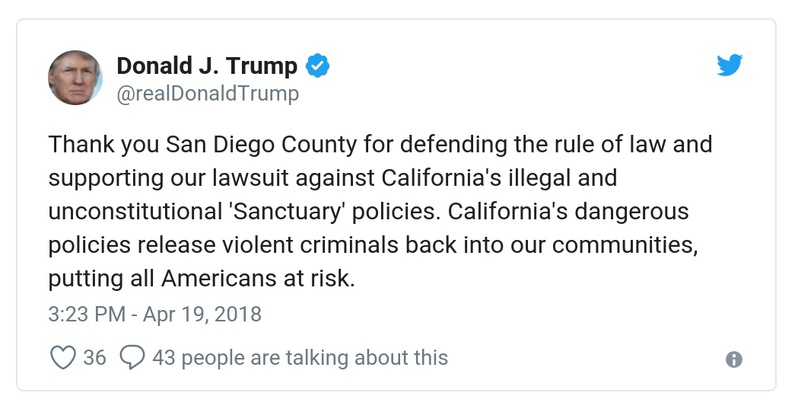 Donald J. Trump
@realDonaldTrump
Thank you San Diego County for defending the rule of law and
supporting our lawsuit against California's illegal and
unconstitutional 'Sanctuary' policies. California's dangerous
policies release violent criminals back into our communities,
putting all Americans at risk.
3:23 PM - Apr 19, 2018
36 43 people are talking about this